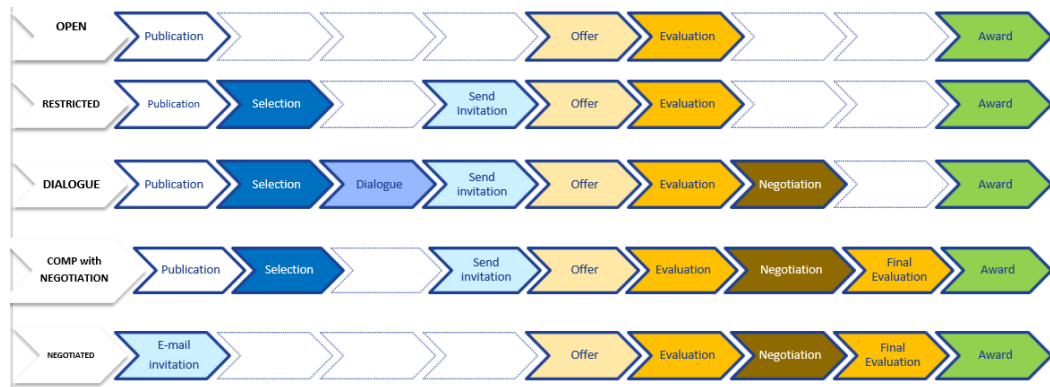 OPEN
Publication
Offer
Evaluation
Award
RESTRICTED
Publication
Selection
Send
Invitation
Offer
Evaluation
Award
DIALOGUE
Publication
Selection
Dialogue
Send
invitation
Offer
Evaluation
Negotiation
Award
COMP with
NEGOTIATION
Publication
Selection
Send
invitation
Offer
Evaluation
Negotiation
Final
Evaluation
Award
NEGOTIATED
E-mail
invitation
Offer
Evaluation
Negotiation
Final
Evaluation
Award